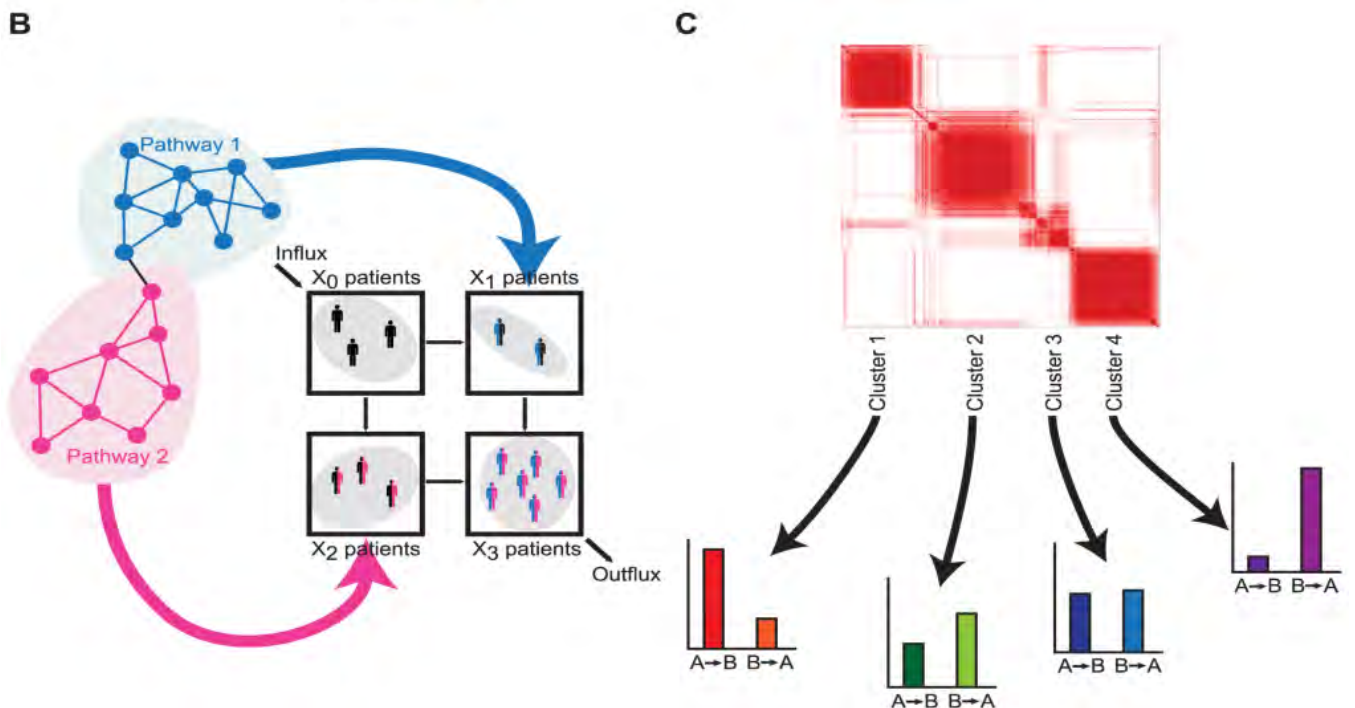 B
Pathway 1
Pathway 2
Influx
X0 patients
X1 patients
X2 patients
X3 patients
Outflux
C
Cluster 1
Cluster 2
Cluster 3
Cluster 4
A→B B→A
A→B B→A
A→B B→A
A→B B→A